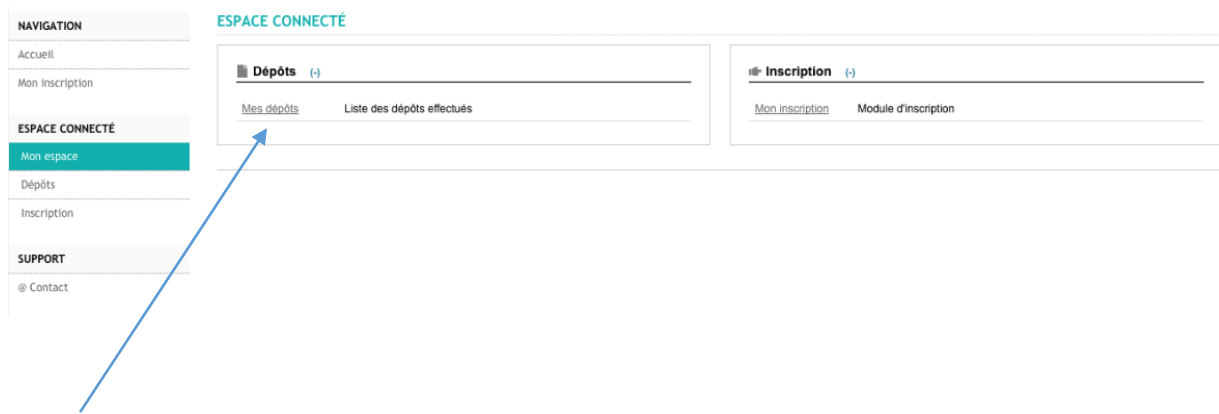 NAVIGATION
Accueil
Mon inscription
ESPACE CONNECTÉ
Mon espace
Dépôts
Inscription
SUPPORT
@ Contact
ESPACE CONNECTÉ
Dépôts (-)
Mes dépôts Liste des dépôts effectués
Inscription (-)
Mon inscription Module d'inscription